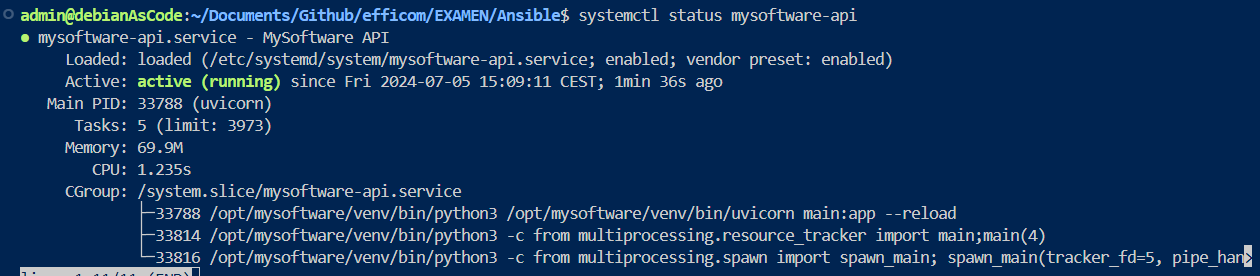 admin@debianAsCode:~/Documents/Github/efficom/EXAMEN/Ansible$ systemctl status mysoftware-api
● mysoftware-api.service - MySoftware API
Loaded: loaded (/etc/systemd/system/mysoftware-api.service; enabled; vendor preset: enabled)
Active: active (running) since Fri 2024-07-05 15:09:11 CEST; 1min 36s ago
Main PID: 33788 (uvicorn)
Tasks: 5 (limit: 3973)
Memory: 69.9M
CPU: 1.235s
CGroup: /system.slice/mysoftware-api.service
├─33788 /opt/mysoftware/venv/bin/python3 /opt/mysoftware/venv/bin/uvicorn main:app --reload
├─33814 /opt/mysoftware/venv/bin/python3 -c from multiprocessing.resource_tracker import main;main(4)
└─33816 /opt/mysoftware/venv/bin/python3 -c from multiprocessing.spawn import spawn_main; spawn_main(tracker_fd=5, pipe_han>
lines 1-11/11 (END)